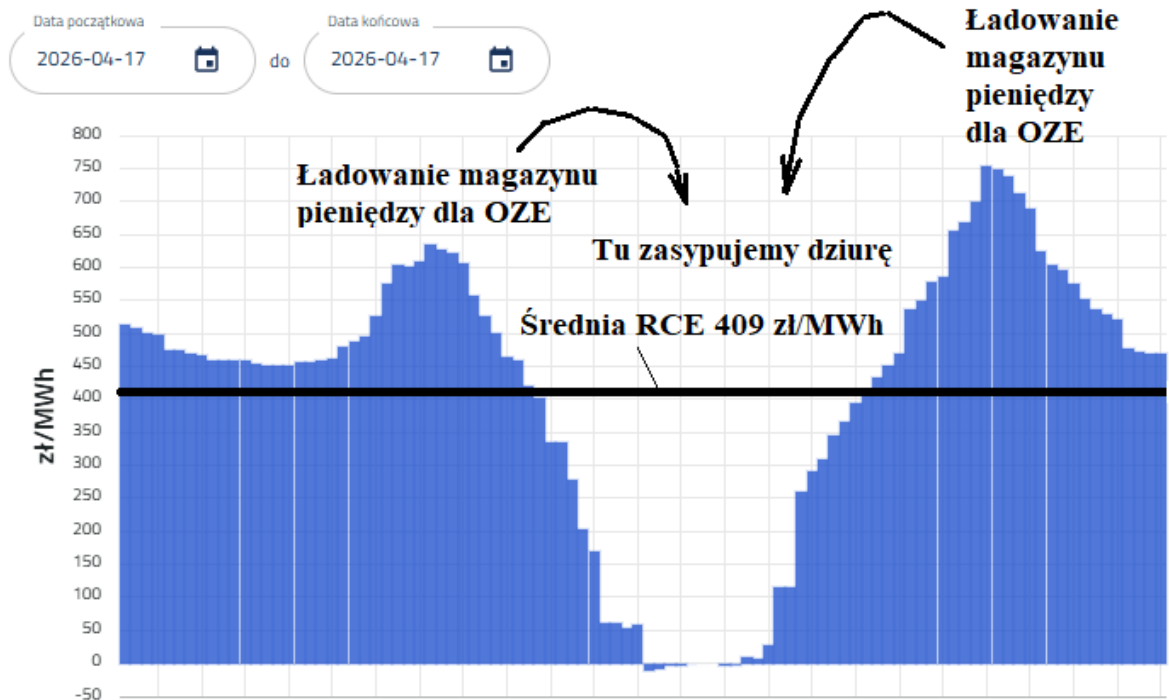 Data początkowa
Data końcowa
2026-04-17
do
2026-04-17
Ładowanie
magazynu
pieniędzy
dla OZE
Ładowanie magazynu
pieniędzy dla OZE
Tu zasypujemy dziurę
Średnia RCE 409 zł/MWh
zł/MWh
800
750
700
650
600
550
500
450
400
350
300
250
200
150
100
50
0
-50